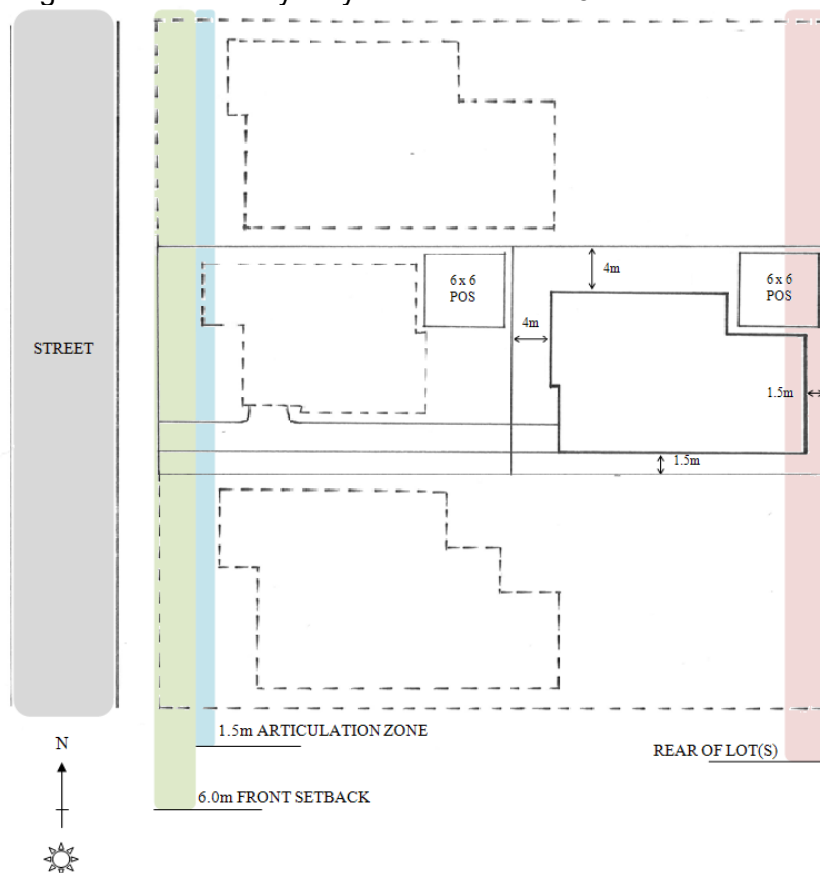 6 x 6
POS
4m
6 x 6
POS
4m
STREET
1.5m
1.5m
1.5m ARTICULATION ZONE
N
REAR OF LOT(S)
6.0m FRONT SETBACK